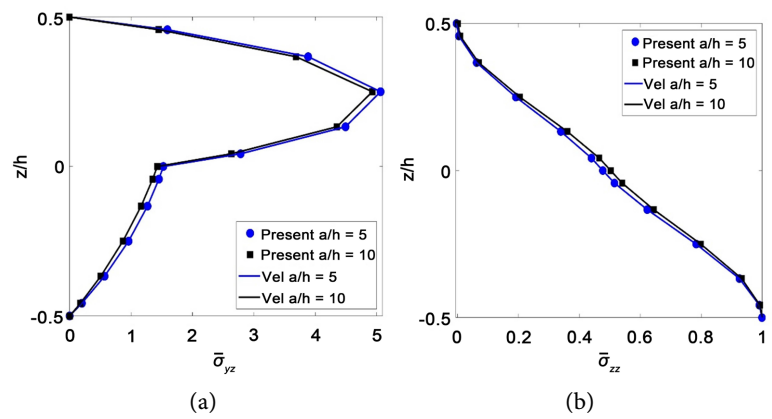 0.5
z/h
0
-0.5
0
1
2
3
4
5
σ̅yz
Present a/h = 5
Present a/h = 10
Vel a/h = 5
Vel a/h = 10
(a)
0.5
z/h
0
-0.5
0
0.2
0.4
0.6
0.8
1
σ̅zz
Present a/h = 5
Present a/h = 10
Vel a/h = 5
Vel a/h = 10
(b)